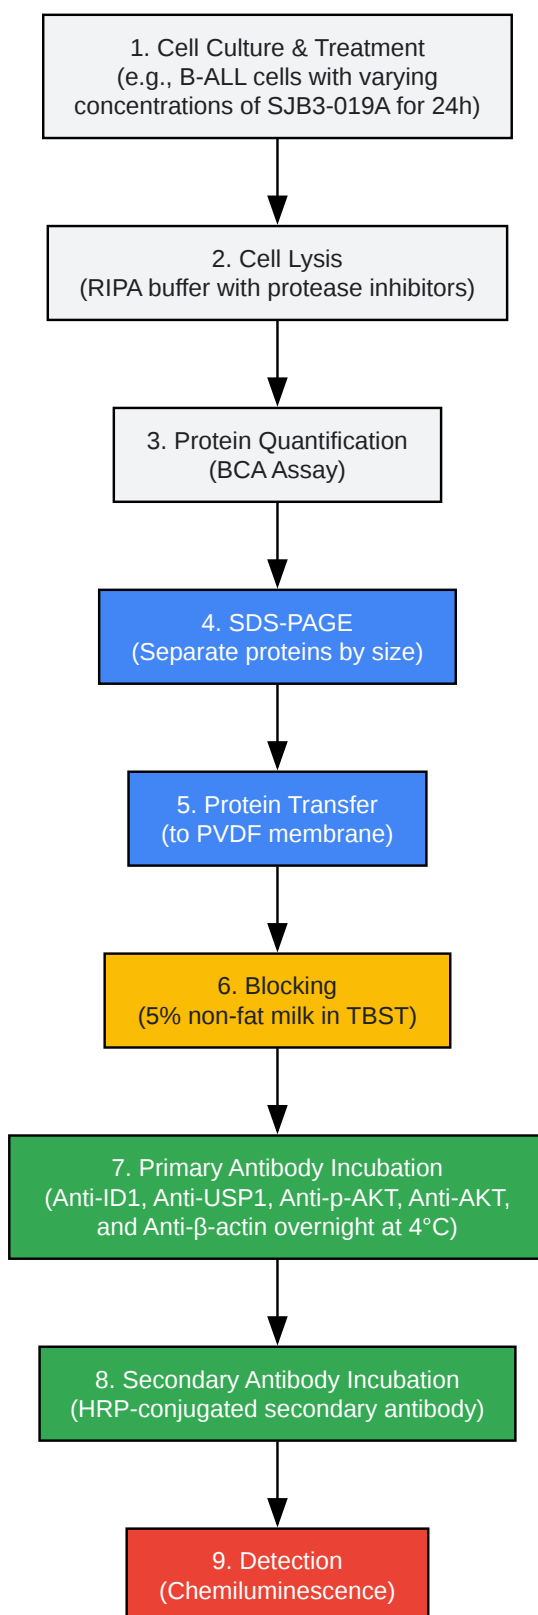 1. Cell Culture & Treatment
(e.g., B-ALL cells with varying
concentrations of SJB3-019A for 24h)
2. Cell Lysis
(RIPA buffer with protease inhibitors)
3. Protein Quantification
(BCA Assay)
4. SDS-PAGE
(Separate proteins by size)
5. Protein Transfer
(to PVDF membrane)
6. Blocking
(5% non-fat milk in TBST)
7. Primary Antibody Incubation
(Anti-ID1, Anti-USP1, Anti-p-AKT, Anti-AKT,
and Anti-β-actin overnight at 4°C)
8. Secondary Antibody Incubation
(HRP-conjugated secondary antibody)
9. Detection
(Chemiluminescence)